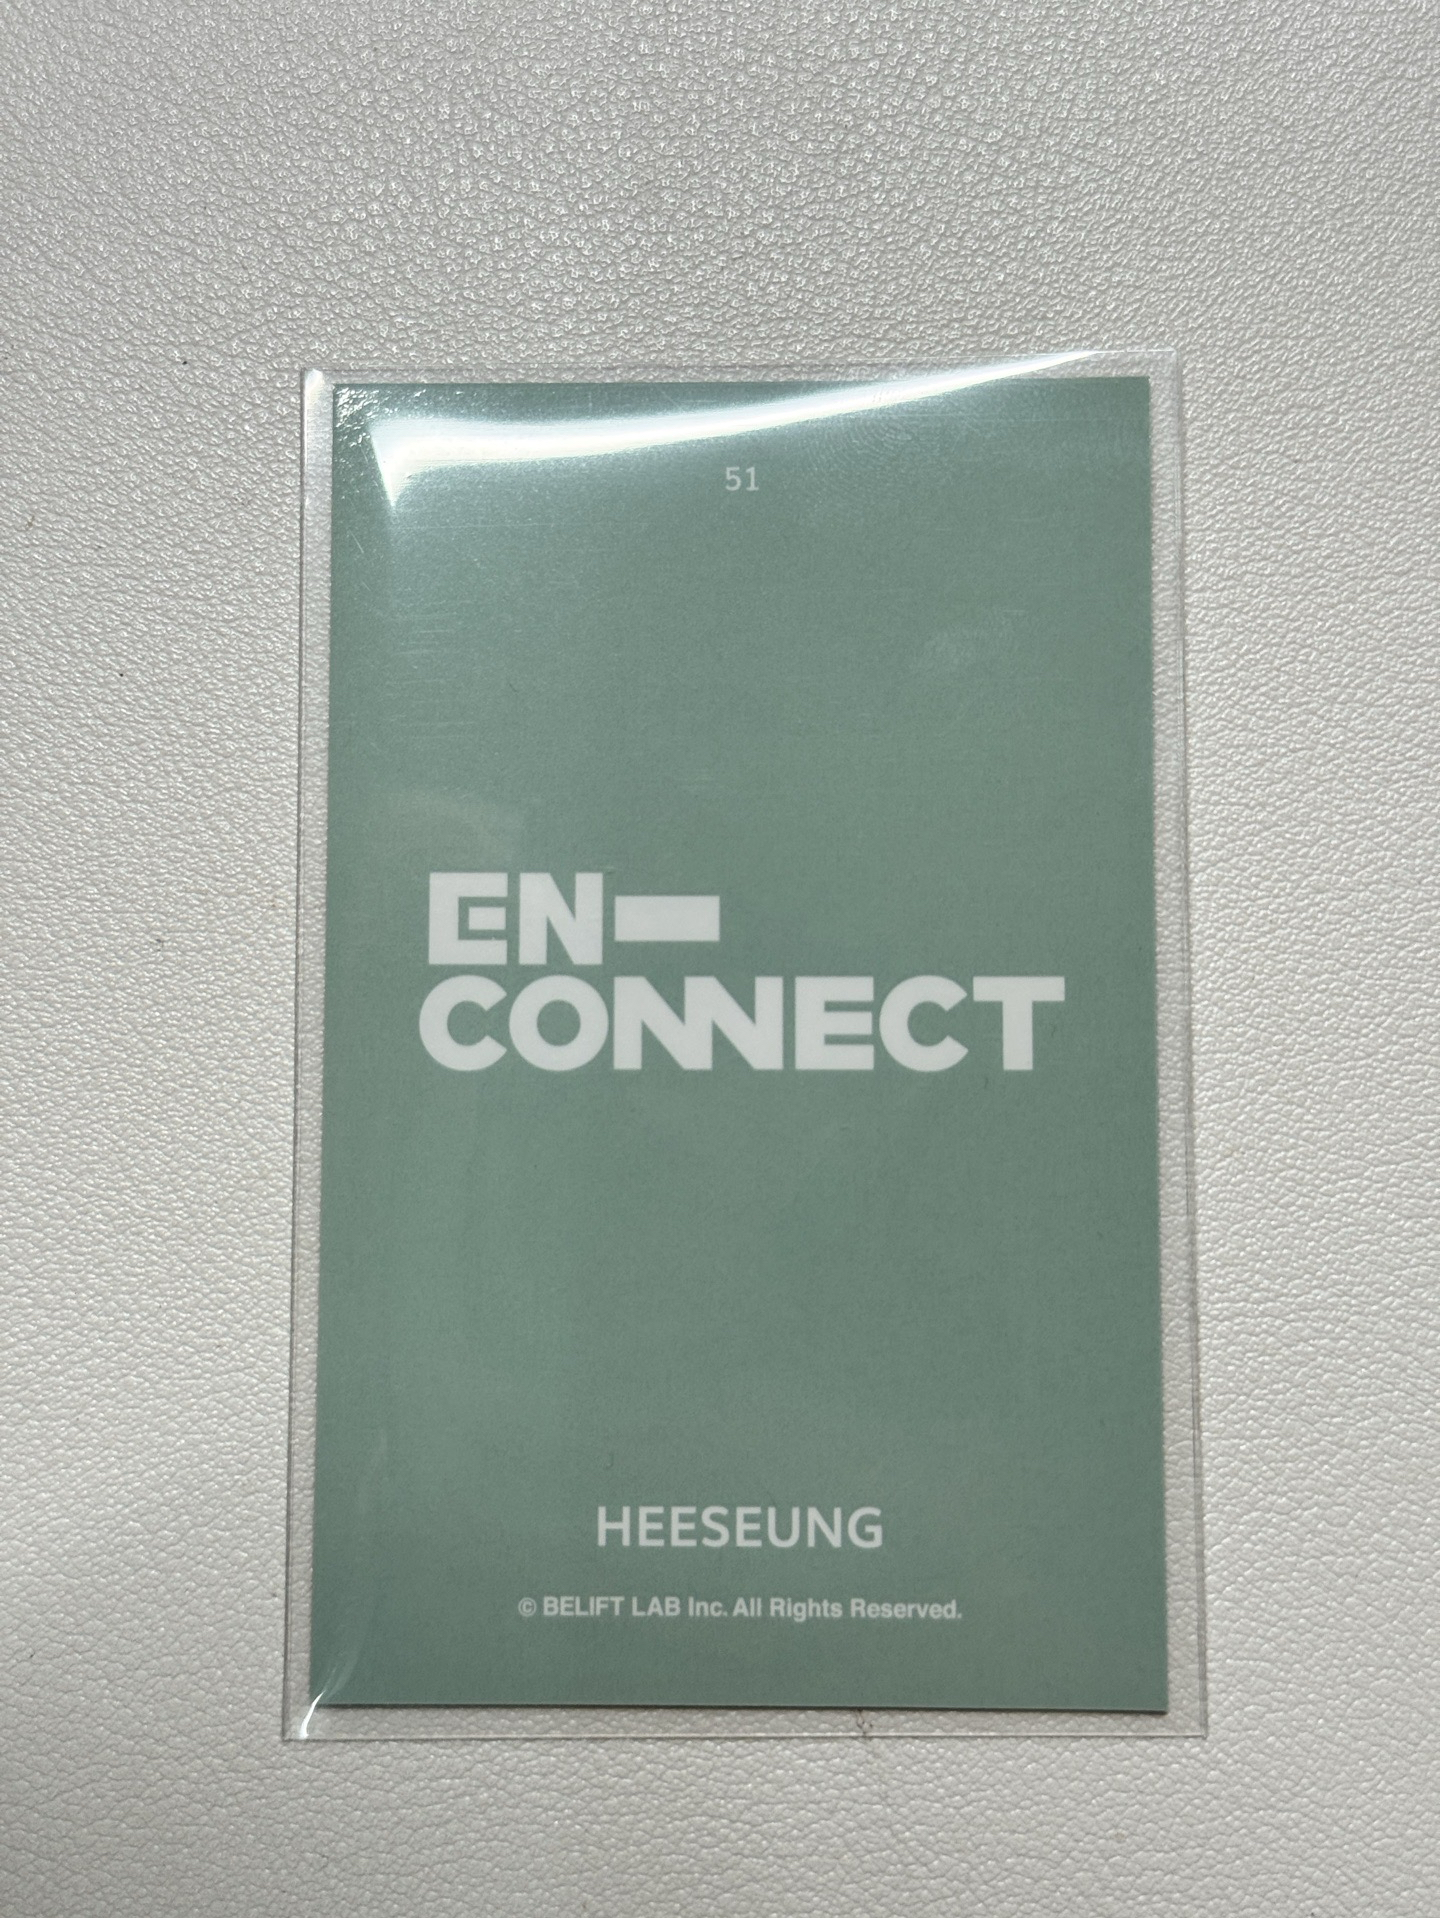 51
EN-
CONNECT
HEESEUNG
© BELIFT LAB Inc. All Rights Reserved.